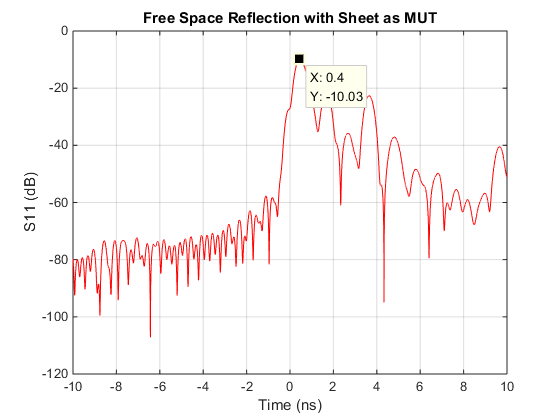 Free Space Reflection with Sheet as MUT
0
-20
-40
-60
-80
-100
-120
S11 (dB)
X: 0.4
Y: -10.03
-10 -8 -6 -4 -2 0 2 4 6 8 10
Time (ns)